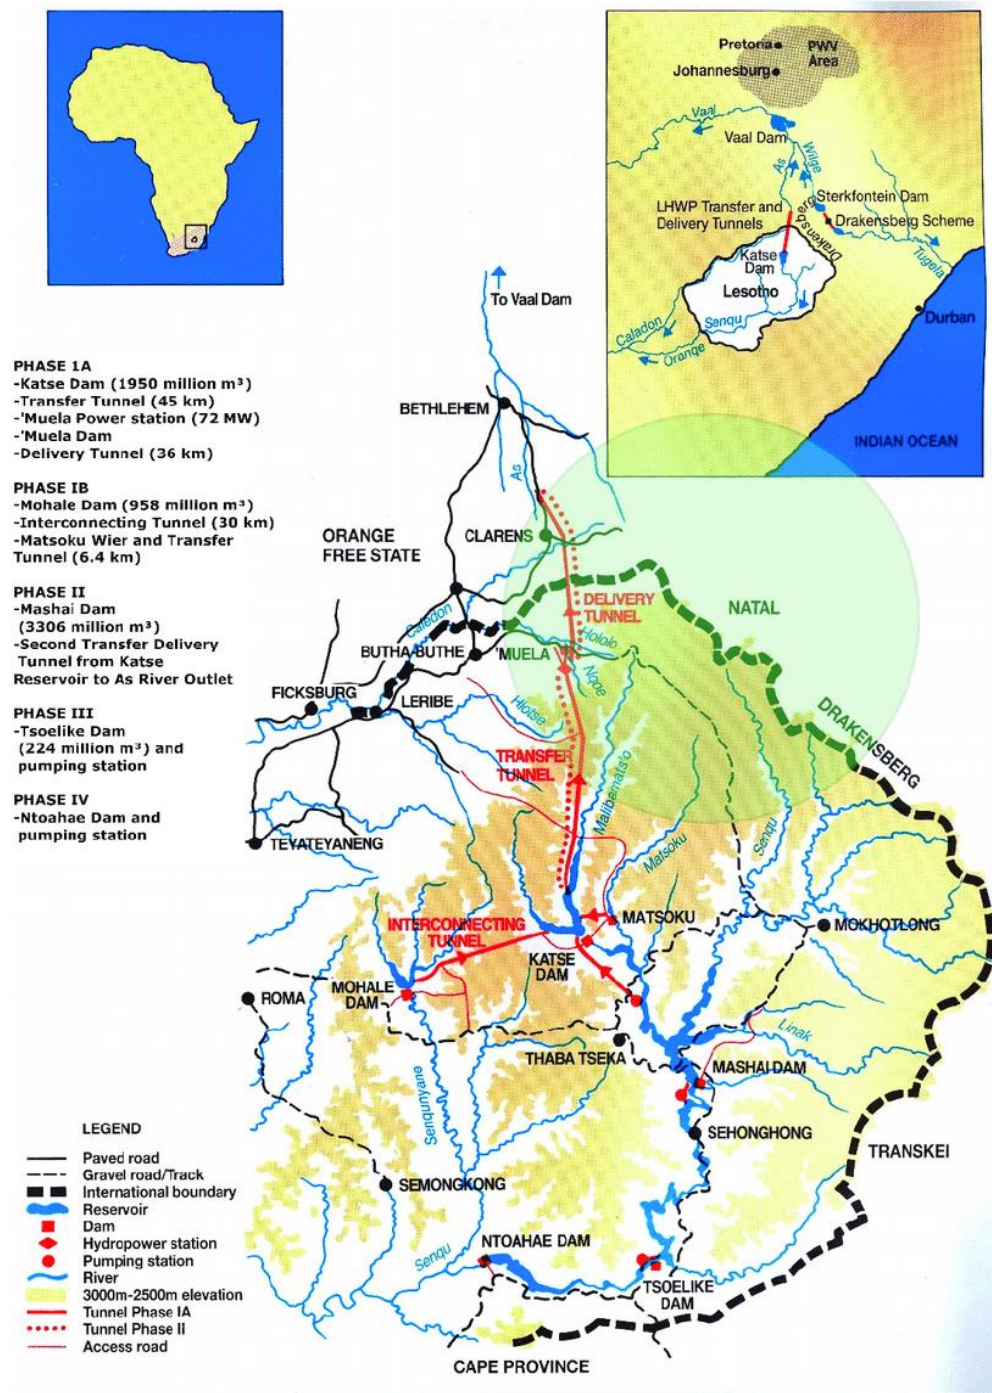 Pretoria
PWV
Area
Johannesburg
Vaal
Vaal Dam
As
Wilge
Sterkfontein Dam
LHWP Transfer and
Delivery Tunnels
Drakensberg
Drakensberg Scheme
Tugela
Katse
Dam
Lesotho
Senqu
Caladon
Orange
Durban
INDIAN OCEAN
To Vaal Dam
PHASE 1A
-Katse Dam (1950 million m³)
-Transfer Tunnel (45 km)
-'Muela Power station (72 MW)
-'Muela Dam
-Delivery Tunnel (36 km)
PHASE IB
-Mohale Dam (958 million m³)
-Interconnecting Tunnel (30 km)
-Matsoku Wier and Transfer
Tunnel (6.4 km)
PHASE II
-Mashai Dam
(3306 million m³)
-Second Transfer Delivery
Tunnel from Katse
Reservoir to As River Outlet
PHASE III
-Tsoelike Dam
(224 million m³) and
pumping station
PHASE IV
-Ntoahae Dam and
pumping station
BETHLEHEM
As
ORANGE
FREE STATE
CLARENS
DELIVERY
TUNNEL
NATAL
Caledon
Hololo
BUTHA-BUTHE
'MUELA
Nqoe
FICKSBURG
LERIBE
Hlotse
DRAKENSBERG
TRANSFER
TUNNEL
Malibamats'o
Matsoku
Senqu
TEYATEYANENG
INTERCONNECTING
TUNNEL
MATSOKU
MOKHOTLONG
KATSE
DAM
MOHALE
DAM
ROMA
Linak
THABA TSEKA
MASHAI DAM
Senqunyane
SEHONGHONG
TRANSKEI
SEMONGKONG
Senqu
NTOAHAE DAM
TSOELIKE
DAM
CAPE PROVINCE
LEGEND
Paved road
Gravel road/Track
International boundary
Reservoir
Dam
Hydropower station
Pumping station
River
3000m-2500m elevation
Tunnel Phase IA
Tunnel Phase II
Access road